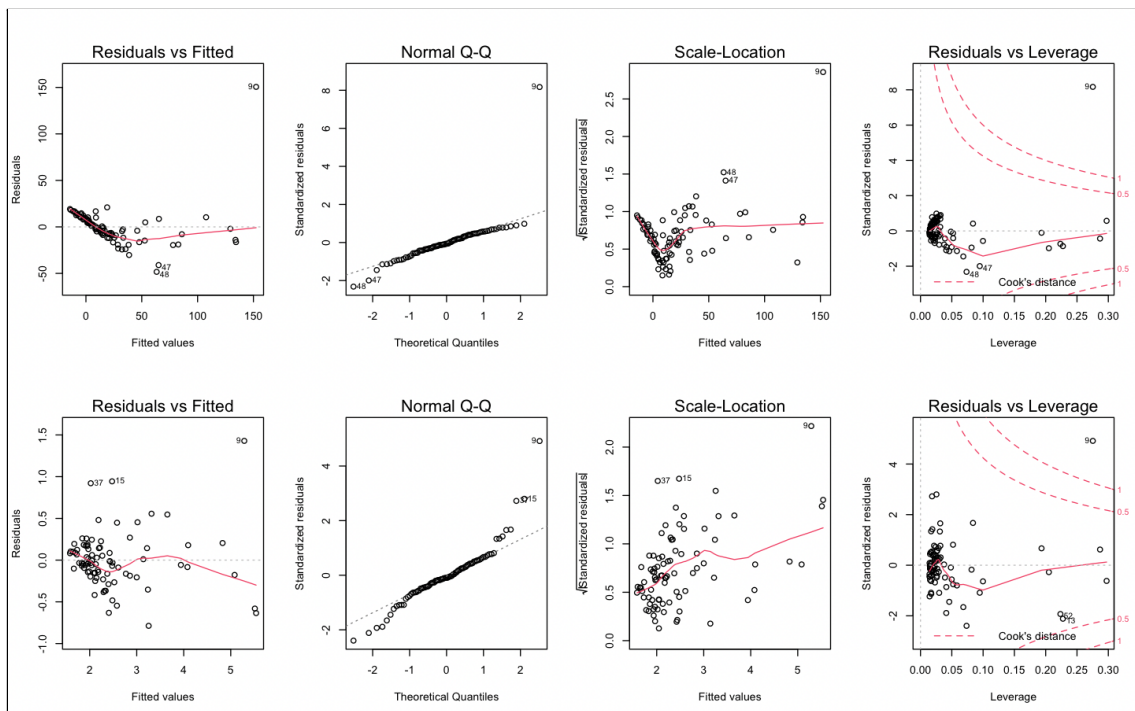 Residuals vs Fitted
Normal Q-Q
Scale-Location
Residuals vs Leverage
Residuals
150
100
50
0
-50
9
47
48
0 50 100 150
Fitted values
Standardized residuals
8
6
4
2
0
-2
9
47
48
-2 -1 0 1 2
Theoretical Quantiles
√|Standardized residuals|
2.5
2.0
1.5
1.0
0.5
0.0
9
48
47
0 50 100 150
Fitted values
Standardized residuals
8
6
4
2
0
-2
9
47
48
1
0.5
0.5
1
Cook's distance
0.00 0.05 0.10 0.15 0.20 0.25 0.30
Leverage
Residuals vs Fitted
Normal Q-Q
Scale-Location
Residuals vs Leverage
Residuals
1.5
1.0
0.5
0.0
-0.5
-1.0
9
37
15
2 3 4 5
Fitted values
Standardized residuals
4
2
0
-2
9
15
-2 -1 0 1 2
Theoretical Quantiles
√|Standardized residuals|
2.0
1.5
1.0
0.5
0.0
9
37
15
2 3 4 5
Fitted values
Standardized residuals
4
2
0
-2
9
52
13
1
0.5
0.5
1
Cook's distance
0.00 0.05 0.10 0.15 0.20 0.25 0.30
Leverage